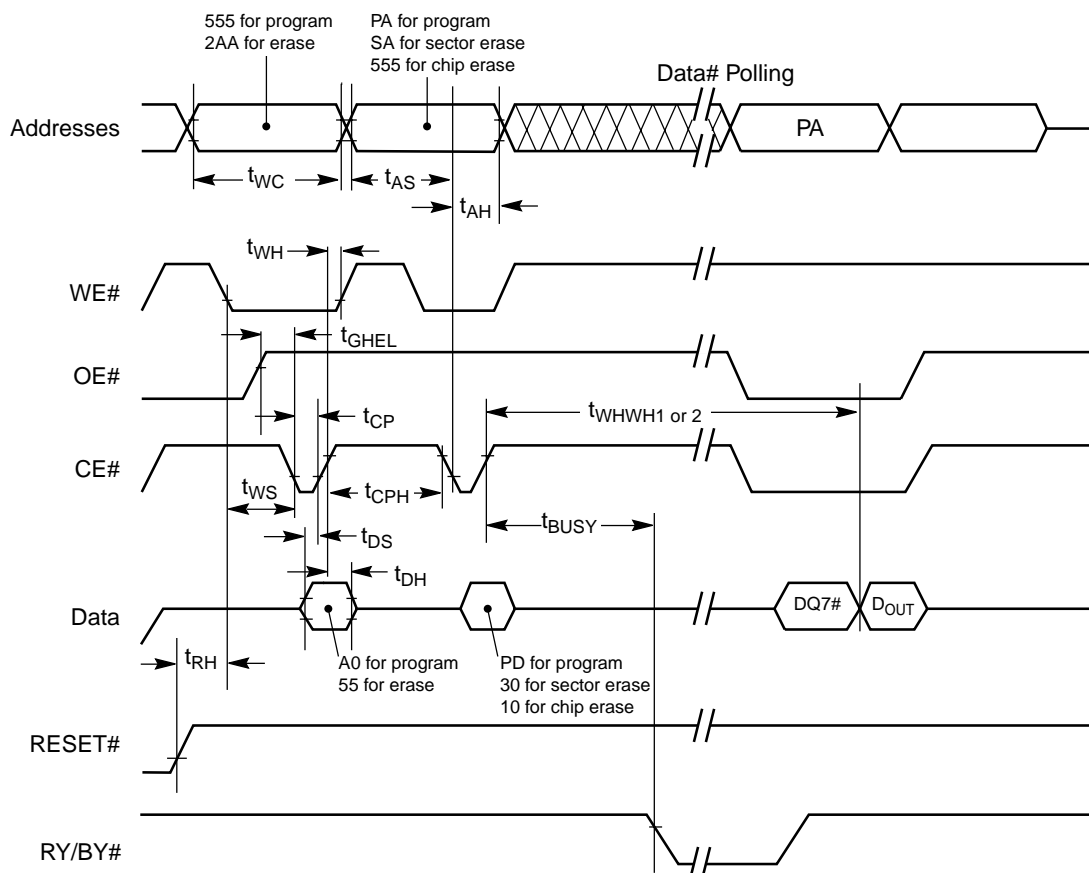 555 for program
2AA for erase
PA for program
SA for sector erase
555 for chip erase
Data# Polling
Addresses
PA
tWC
tAS
tAH
tWH
WE#
tGHEL
OE#
tWHWH1 or 2
tCP
CE#
tWS
tCPH
tBUSY
tDS
tDH
Data
DQ7#
DOUT
tRH
A0 for program
55 for erase
PD for program
30 for sector erase
10 for chip erase
RESET#
RY/BY#